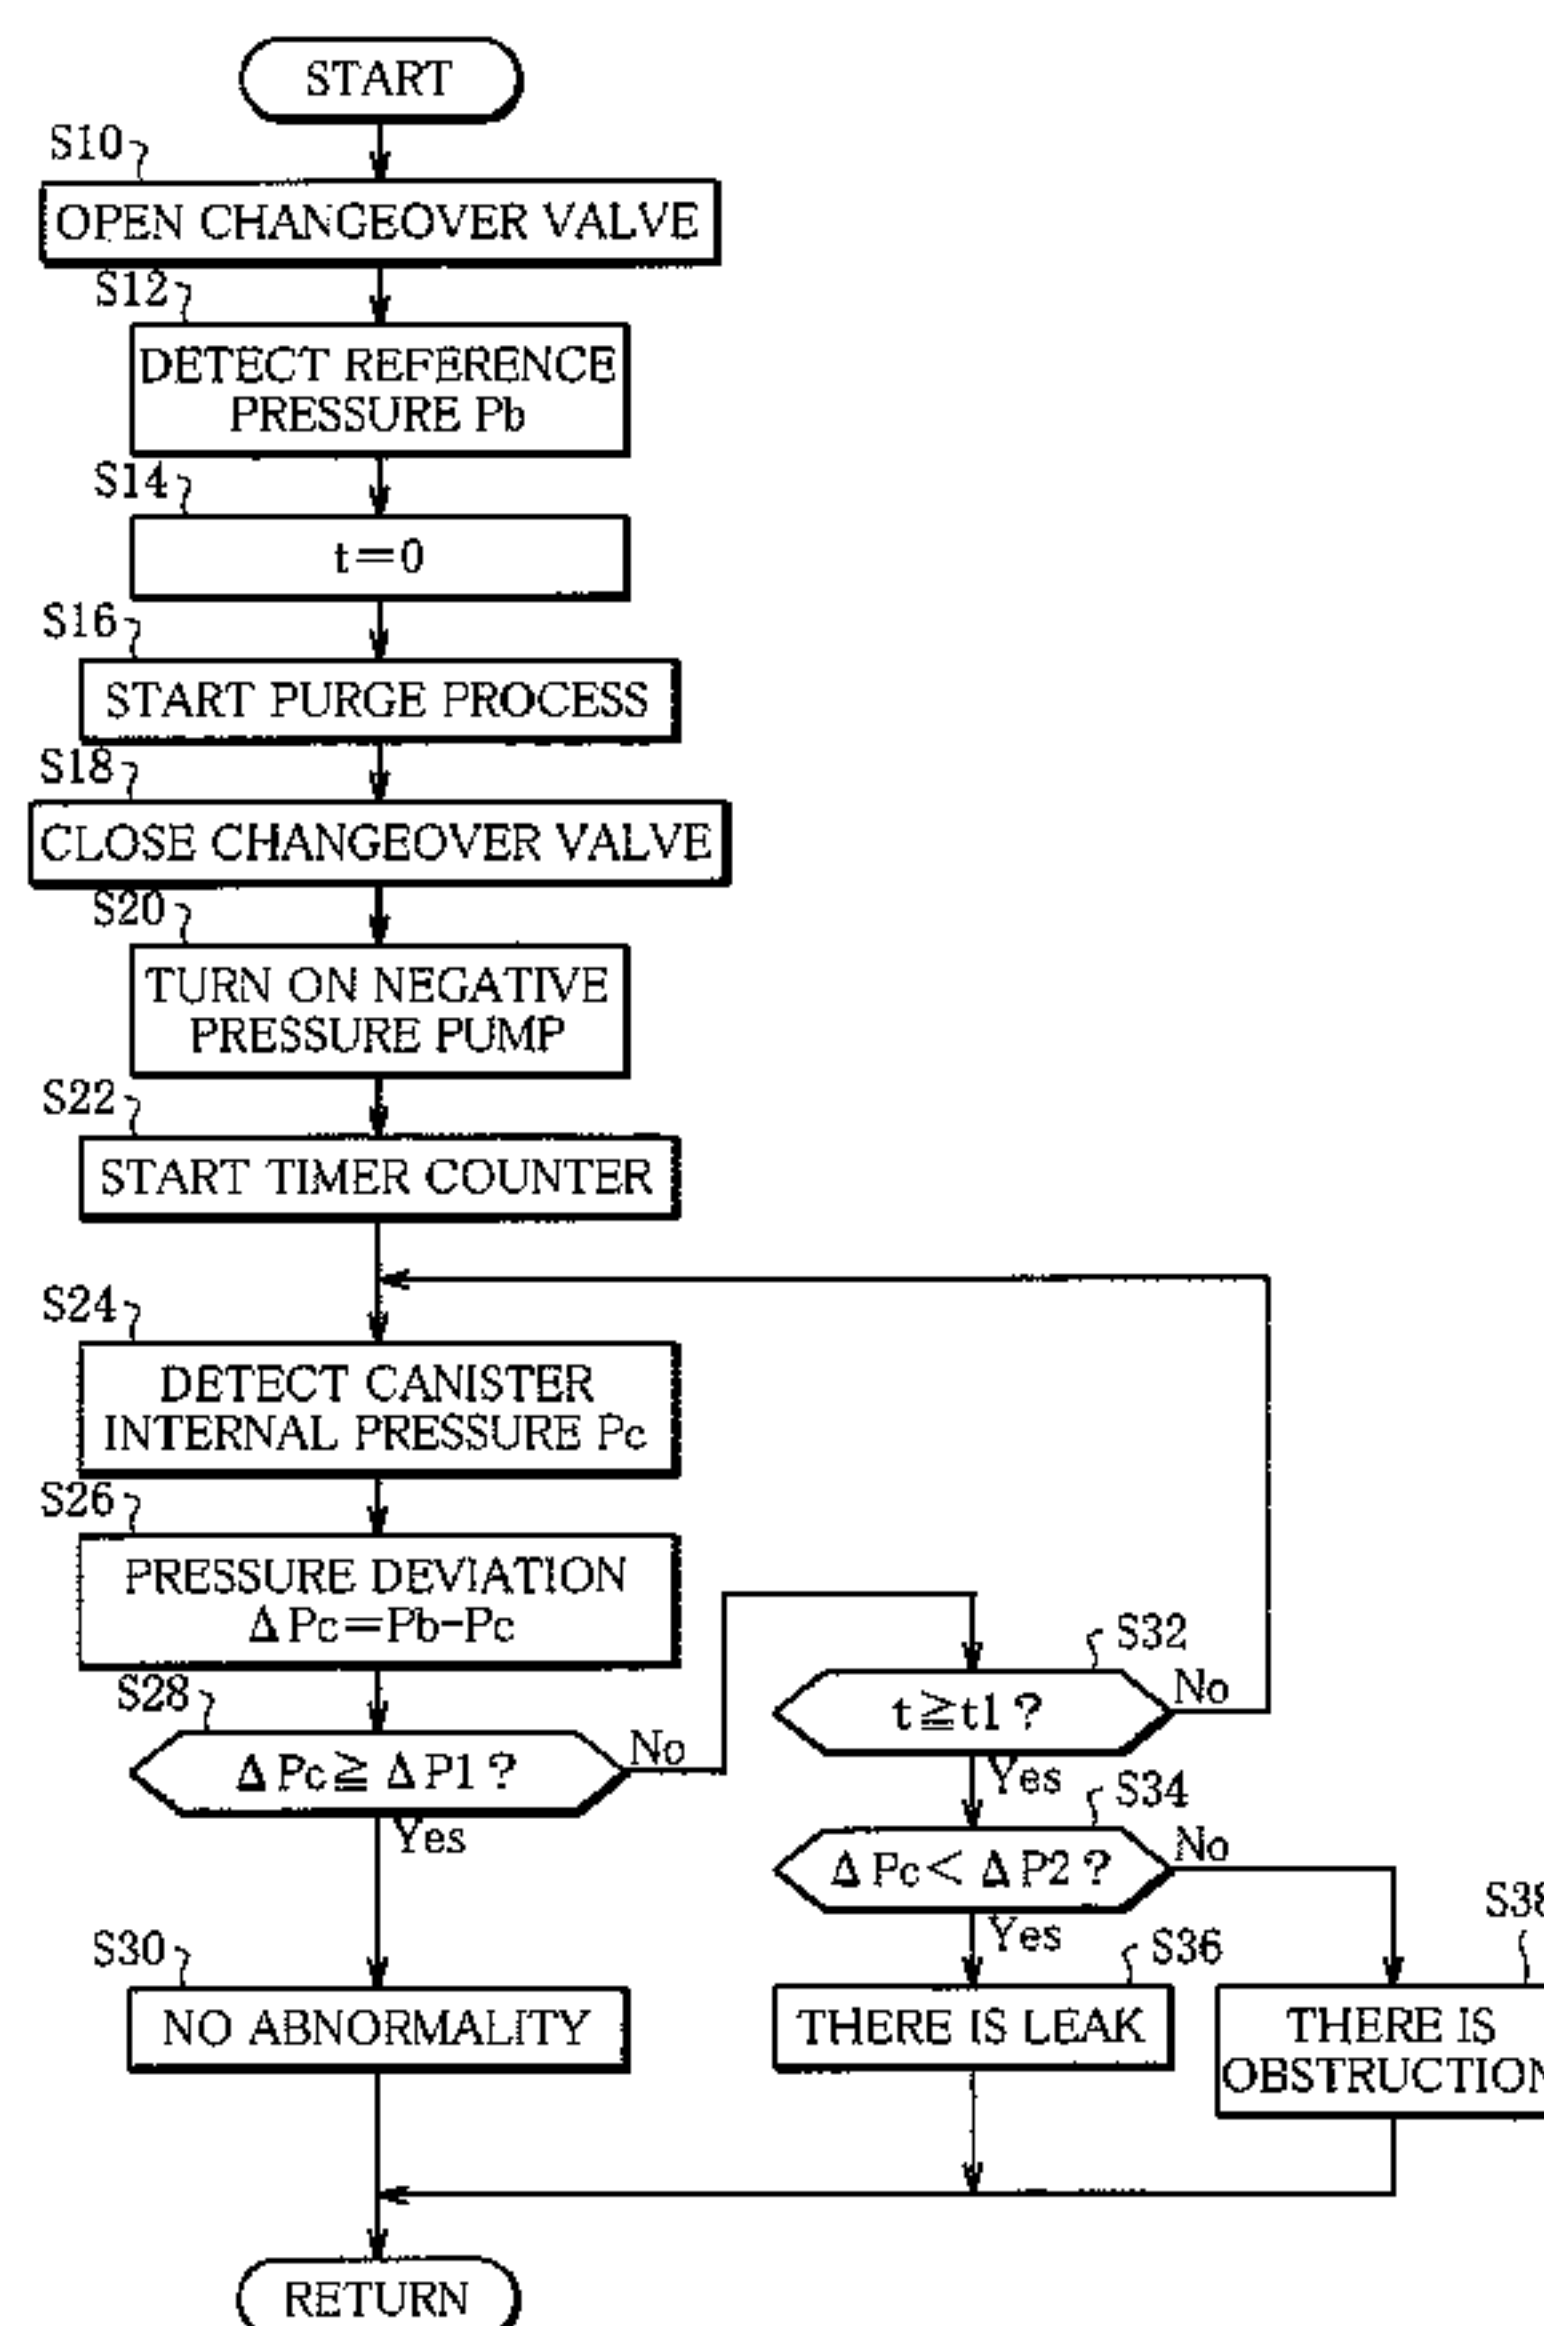 START
S10
OPEN CHANGEOVER VALVE
S12
DETECT REFERENCE
PRESSURE Pb
S14
t=0
S16
START PURGE PROCESS
S18
CLOSE CHANGEOVER VALVE
S20
TURN ON NEGATIVE
PRESSURE PUMP
S22
START TIMER COUNTER
S24
DETECT CANISTER
INTERNAL PRESSURE Pc
S26
PRESSURE DEVIATION
ΔPc=Pb-Pc
S28
ΔPc≧ΔP1?
No
Yes
S32
t≧t1?
No
Yes
S34
ΔPc<ΔP2?
No
Yes
S30
NO ABNORMALITY
S36
THERE IS LEAK
S38
THERE IS
OBSTRUCTION
RETURN